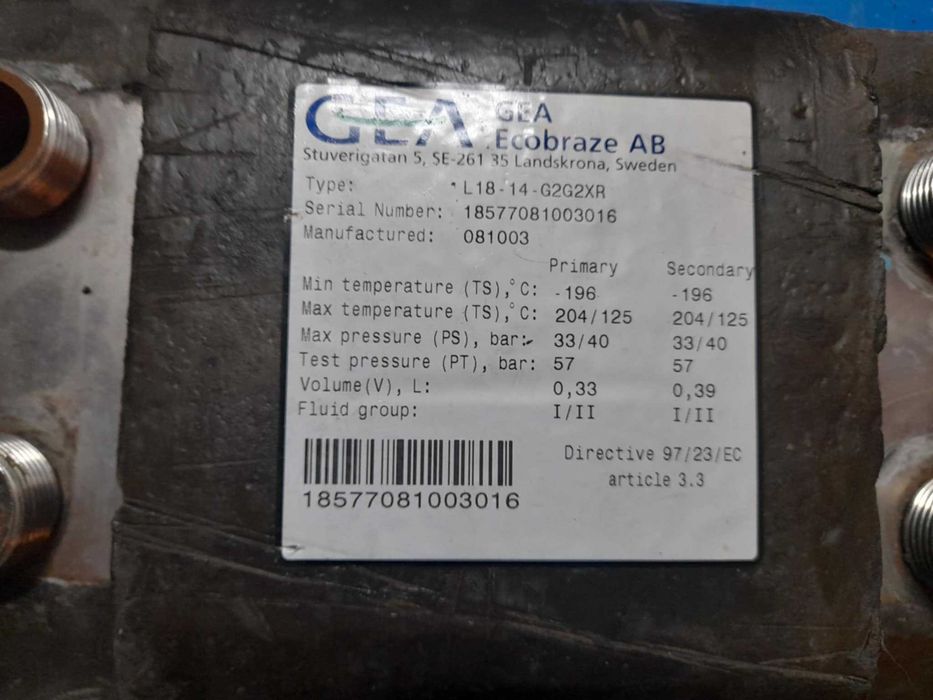 GEA GEA
Ecobraze AB
Stuverigatan 5, SE-261 35 Landskrona, Sweden
Type: L18-14-G2G2XR
Serial Number: 18577081003016
Manufactured: 081003
Primary Secondary
Min temperature (TS),°C: -196 -196
Max temperature (TS),°C: 204/125 204/125
Max pressure (PS), bar: 33/40 33/40
Test pressure (PT), bar: 57 57
Volume(V), L: 0,33 0,39
Fluid group: I/II I/II
Directive 97/23/EC
article 3.3
18577081003016